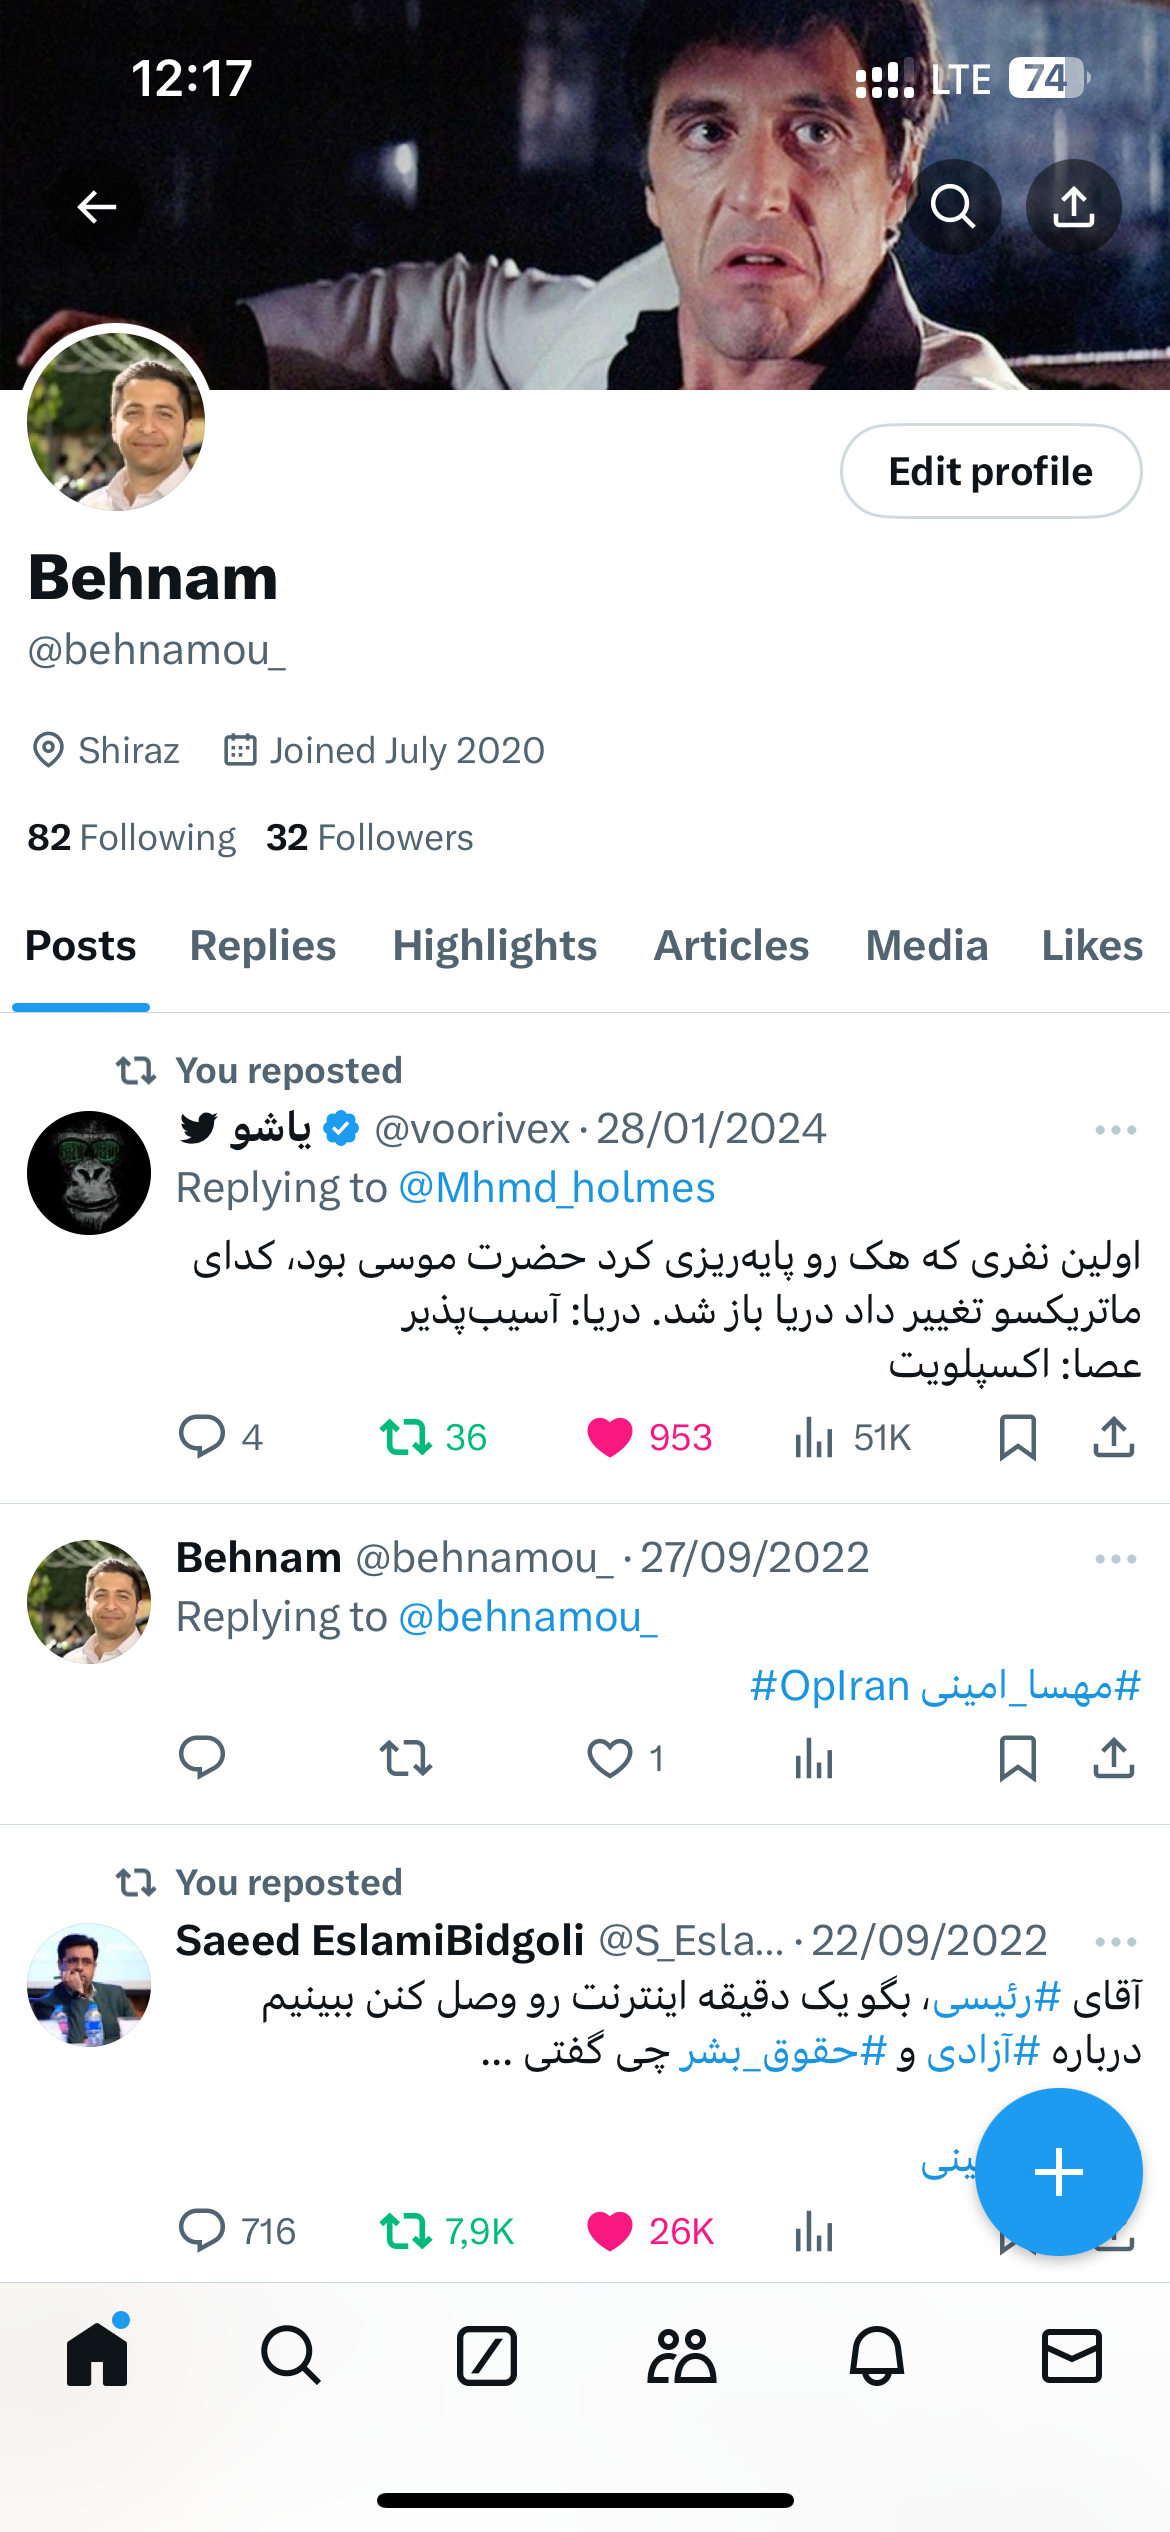 12:17
LTE 74
Edit profile
Behnam
@behnamou_
Shiraz Joined July 2020
82 Following 32 Followers
Posts Replies Highlights Articles Media Likes
You reposted
یاشو @voorivex · 28/01/2024
Replying to @Mhmd_holmes
اولین نفری که هک رو پایه‌ریزی کرد حضرت موسی بود، کدای
ماتریکسو تغییر داد دریا باز شد. دریا: آسیب‌پذیر
عصا: اکسپلویت
4 36 953 51K
Behnam @behnamou_ · 27/09/2022
Replying to @behnamou_
#مهسا_امینی #OpIran
1
You reposted
Saeed EslamiBidgoli @S_Esla... · 22/09/2022
آقای #رئیسی، بگو یک دقیقه اینترنت رو وصل کنن ببینیم
درباره #آزادی و #حقوق_بشر چی گفتی ...
716 7,9K 26K